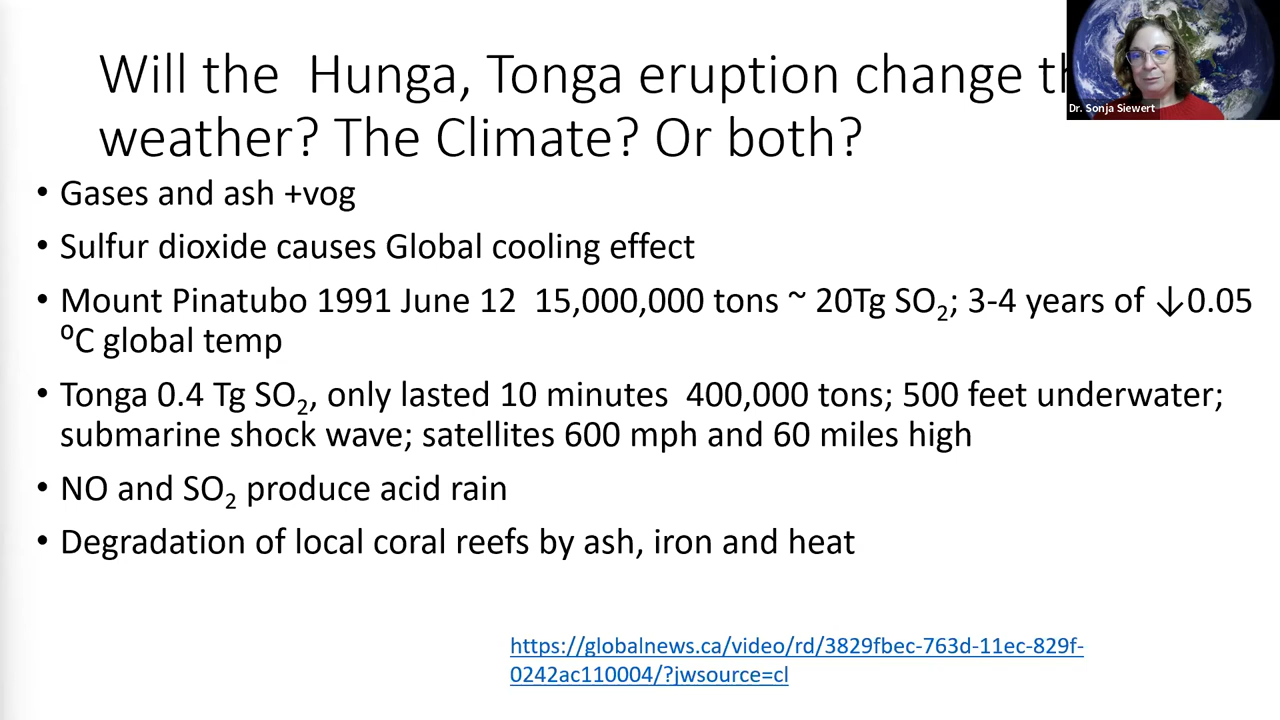 Will the  Hunga, Tonga eruption change th
weather? The Climate? Or both?
Dr. Sonja Siewert
• Gases and ash +vog
• Sulfur dioxide causes Global cooling effect
• Mount Pinatubo 1991 June 12  15,000,000 tons ~ 20Tg SO₂; 3-4 years of ↓0.05
⁰C global temp
• Tonga 0.4 Tg SO₂, only lasted 10 minutes  400,000 tons; 500 feet underwater;
submarine shock wave; satellites 600 mph and 60 miles high
• NO and SO₂ produce acid rain
• Degradation of local coral reefs by ash, iron and heat
https://globalnews.ca/video/rd/3829fbec-763d-11ec-829f-
0242ac110004/?jwsource=cl